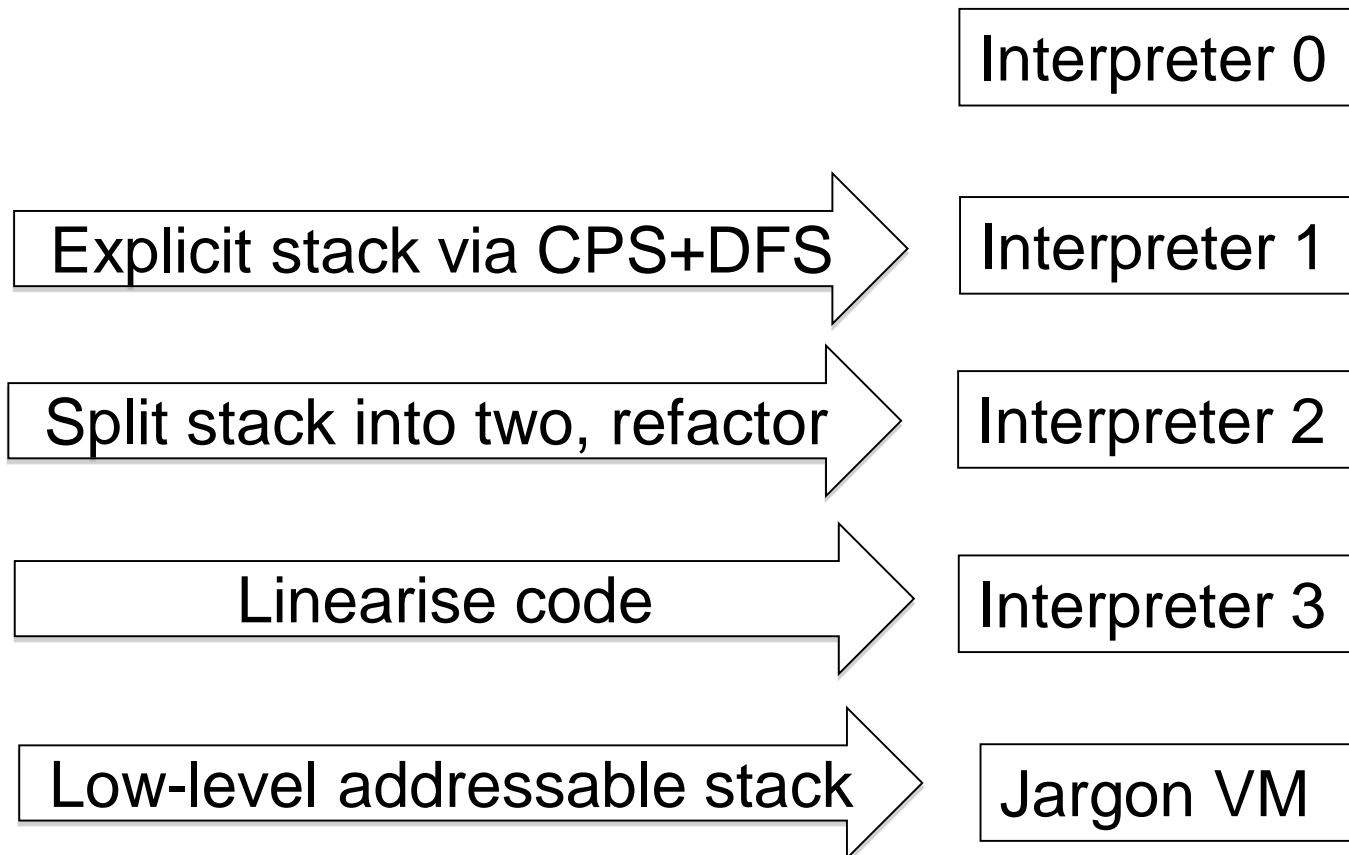 Interpreter 0
Explicit stack via CPS+DFS
Interpreter 1
Split stack into two, refactor
Interpreter 2
Linearise code
Interpreter 3
Low-level addressable stack
Jargon VM